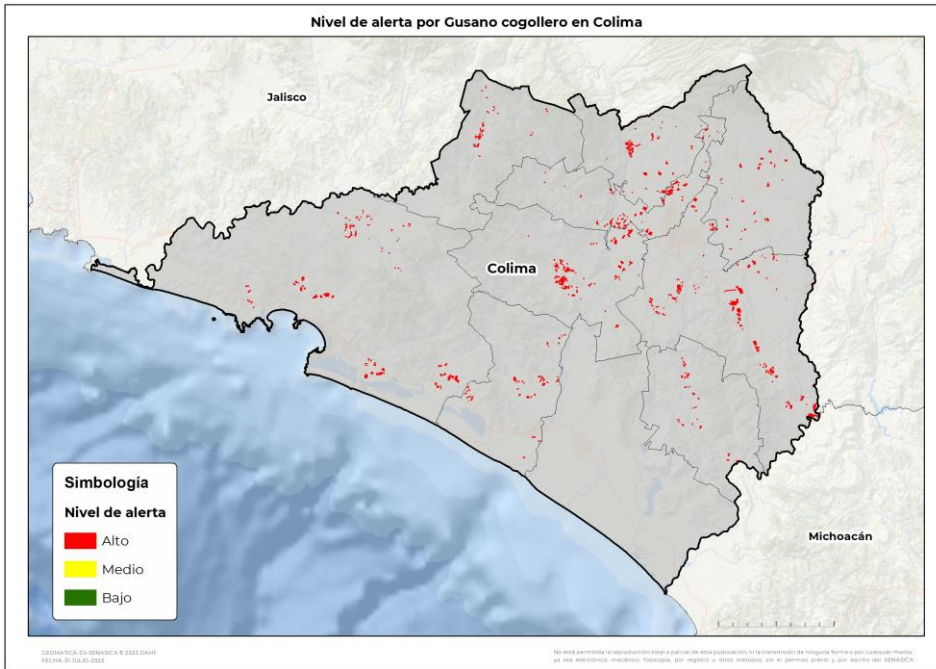 Nivel de alerta por Gusano cogollero en Colima
Jalisco
Colima
Michoacán
Simbología
Nivel de alerta
Alto
Medio
Bajo
GEOMATICA-DJ-SENASICA © 2023 DAHF
FECHA: 31-JULIO-2023
No está permitida la reproducción total o parcial de esta publicación, ni la transmisión de ninguna forma o por cualquier medio,
ya sea electrónico, mecánico, fotocopia, por registro u otros métodos, sin el permiso previo y por escrito del SENASICA.